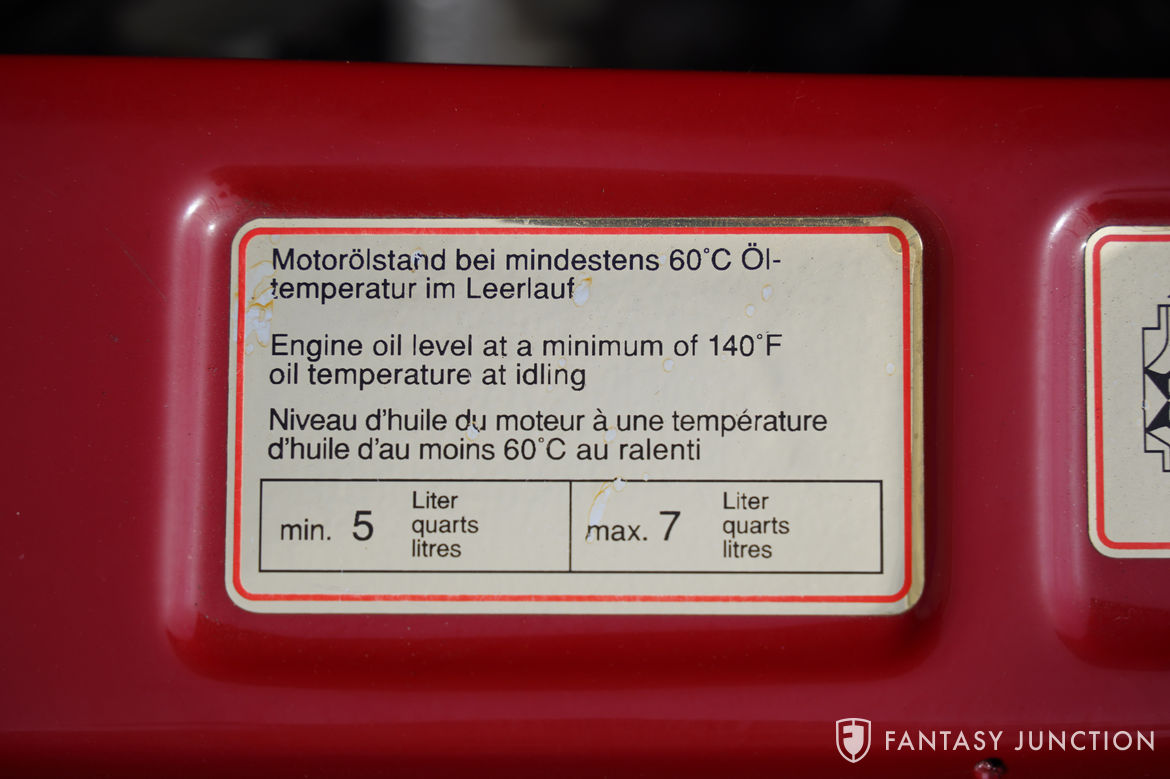 Motorölstand bei mindestens 60°C Öl-
temperatur im Leerlauf
Engine oil level at a minimum of 140°F
oil temperature at idling
Niveau d'huile du moteur à une température
d'huile d'au moins 60°C au ralenti
min. 5 Liter
quarts
litres
max. 7 Liter
quarts
litres
FANTASY JUNCTION